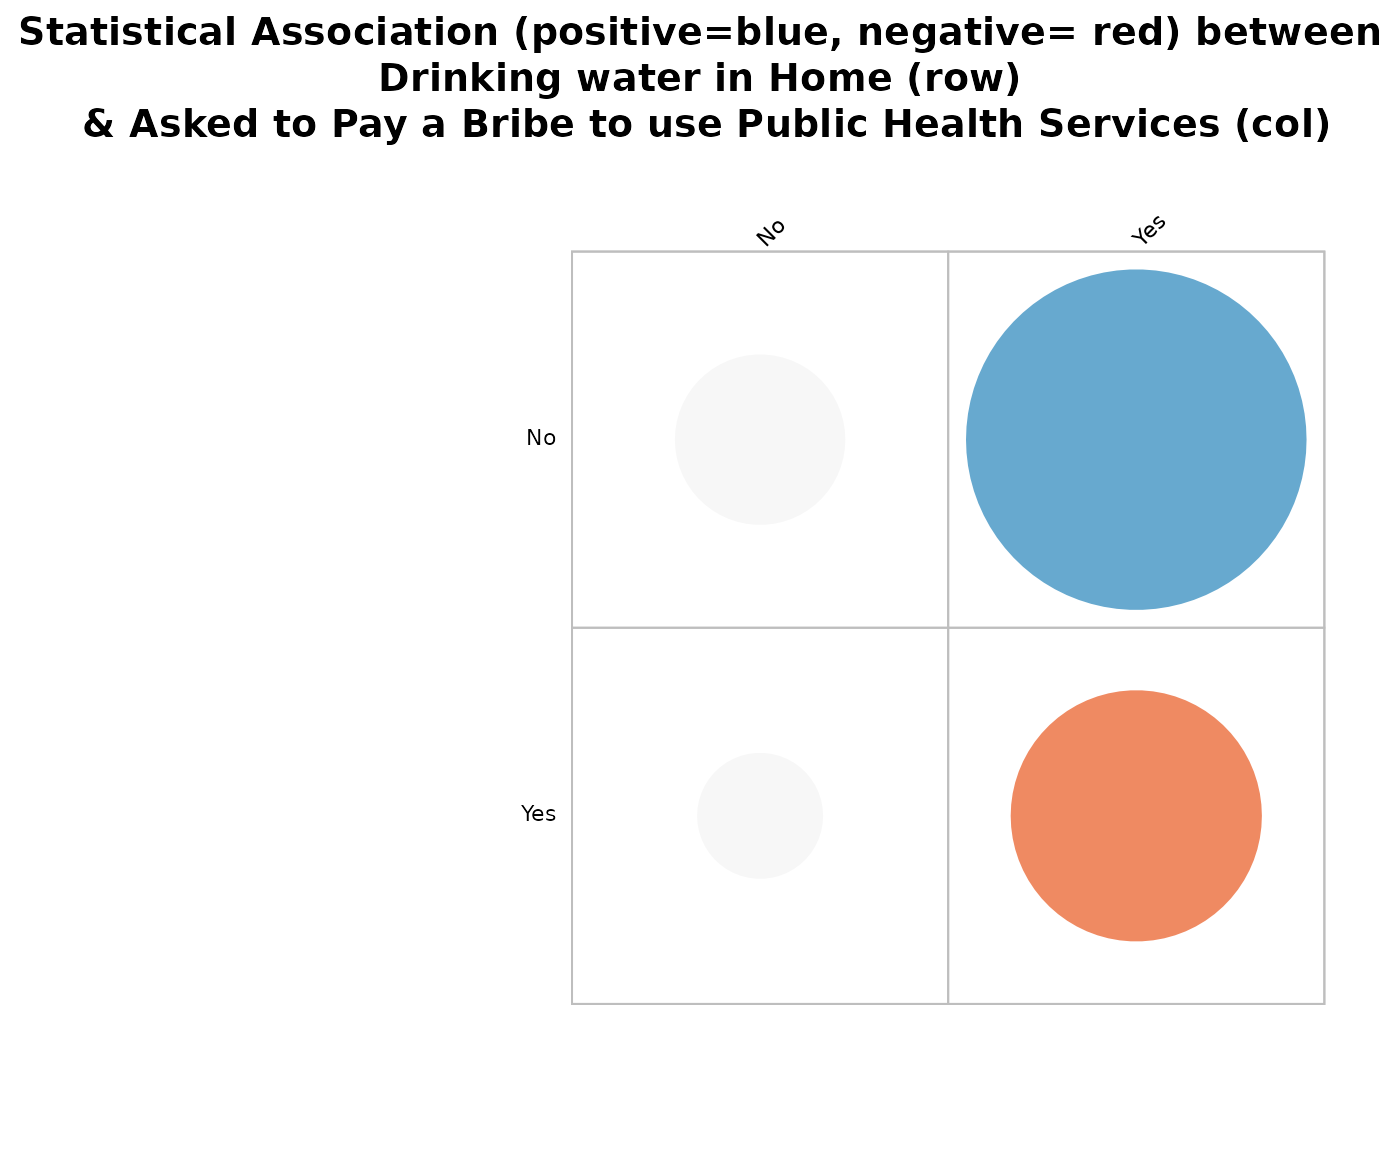 Statistical Association (positive=blue, negative= red) between
Drinking water in Home (row)
& Asked to Pay a Bribe to use Public Health Services (col)
No Yes
No
Yes